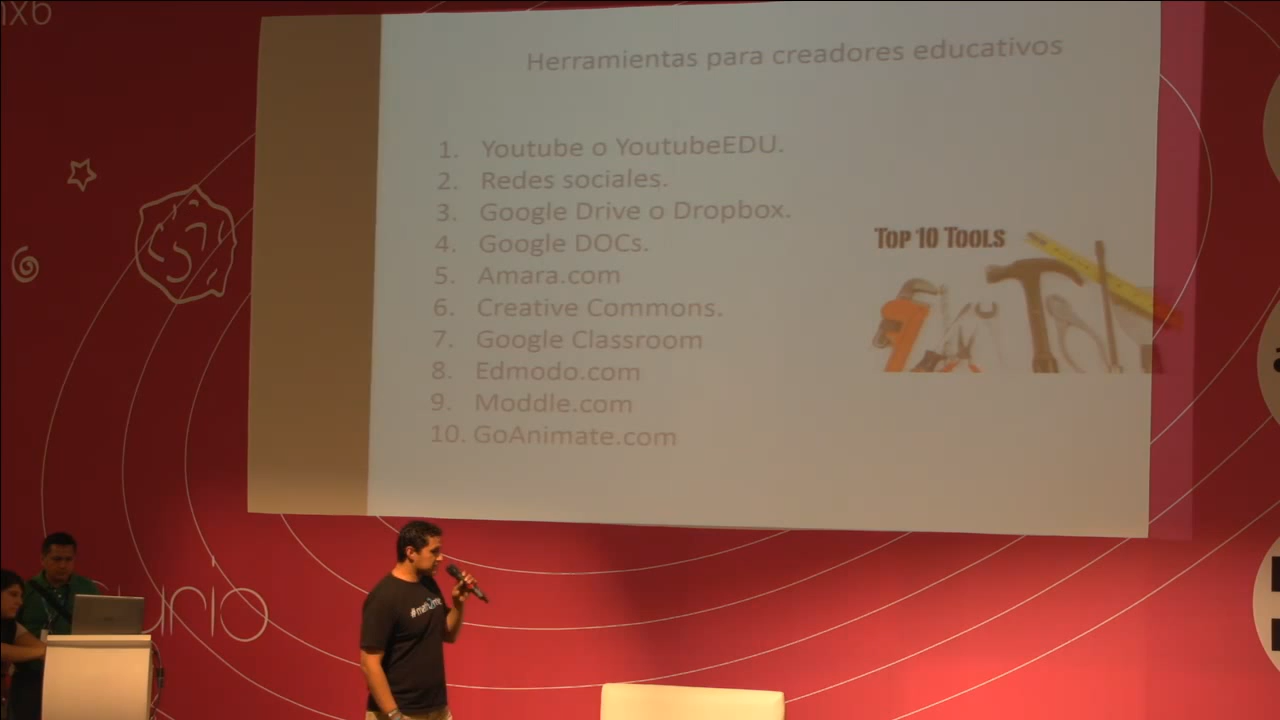 Herramientas para creadores educativos
1. Youtube o YoutubeEDU.
2. Redes sociales.
3. Google Drive o Dropbox.
4. Google DOCs.
5. Amara.com
6. Creative Commons.
7. Google Classroom
8. Edmodo.com
9. Moddle.com
10. GoAnimate.com
TOP 10 TOOLS